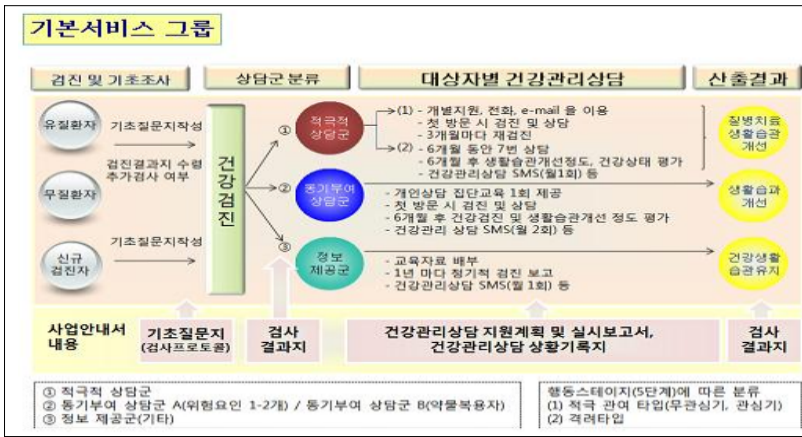 기본서비스 그룹
검진 및 기초조사
상담군 분류
대상자별 건강관리상담
산출결과
유질환자
기초질문지작성
검진결과지 수령
추가검사 여부
무질환자
기초질문지작성
신규
검진자
건강검진
①
적극적
상담군
(1) - 개별지원, 전화, e-mail 을 이용
- 첫 방문 시 검진 및 상담
- 3개월마다 재검진
(2) - 6개월 동안 7번 상담
- 6개월 후 생활습관개선정도, 건강상태 평가
- 건강관리상담 SMS(월1회) 등
질병치료
생활습관
개선
②
동기부여
상담군
- 개인상담 집단교육 1회 제공
- 첫 방문 시 검진 및 상담
- 6개월 후 건강검진 및 생활습관개선 정도 평가
- 건강관리 상담 SMS(월 2회) 등
생활습과
개선
③
정보
제공군
- 교육자료 배부
- 1년 마다 정기적 검진 보고
- 건강관리상담 SMS(월 1회) 등
건강생활
습관유지
사업안내서
내용
기초질문지
(검사프로토콜)
검사
결과지
건강관리상담 지원계획 및 실시보고서,
건강관리상담 상황기록지
검사
결과지
① 적극적 상담군
② 동기부여 상담군 A(위험요인 1-2개) / 동기부여 상담군 B(약물복용자)
③ 정보 제공군(기타)
행동스테이지(5단계)에 따른 분류
(1) 적극 관여 타입(무관심기, 관심기)
(2) 격려타입